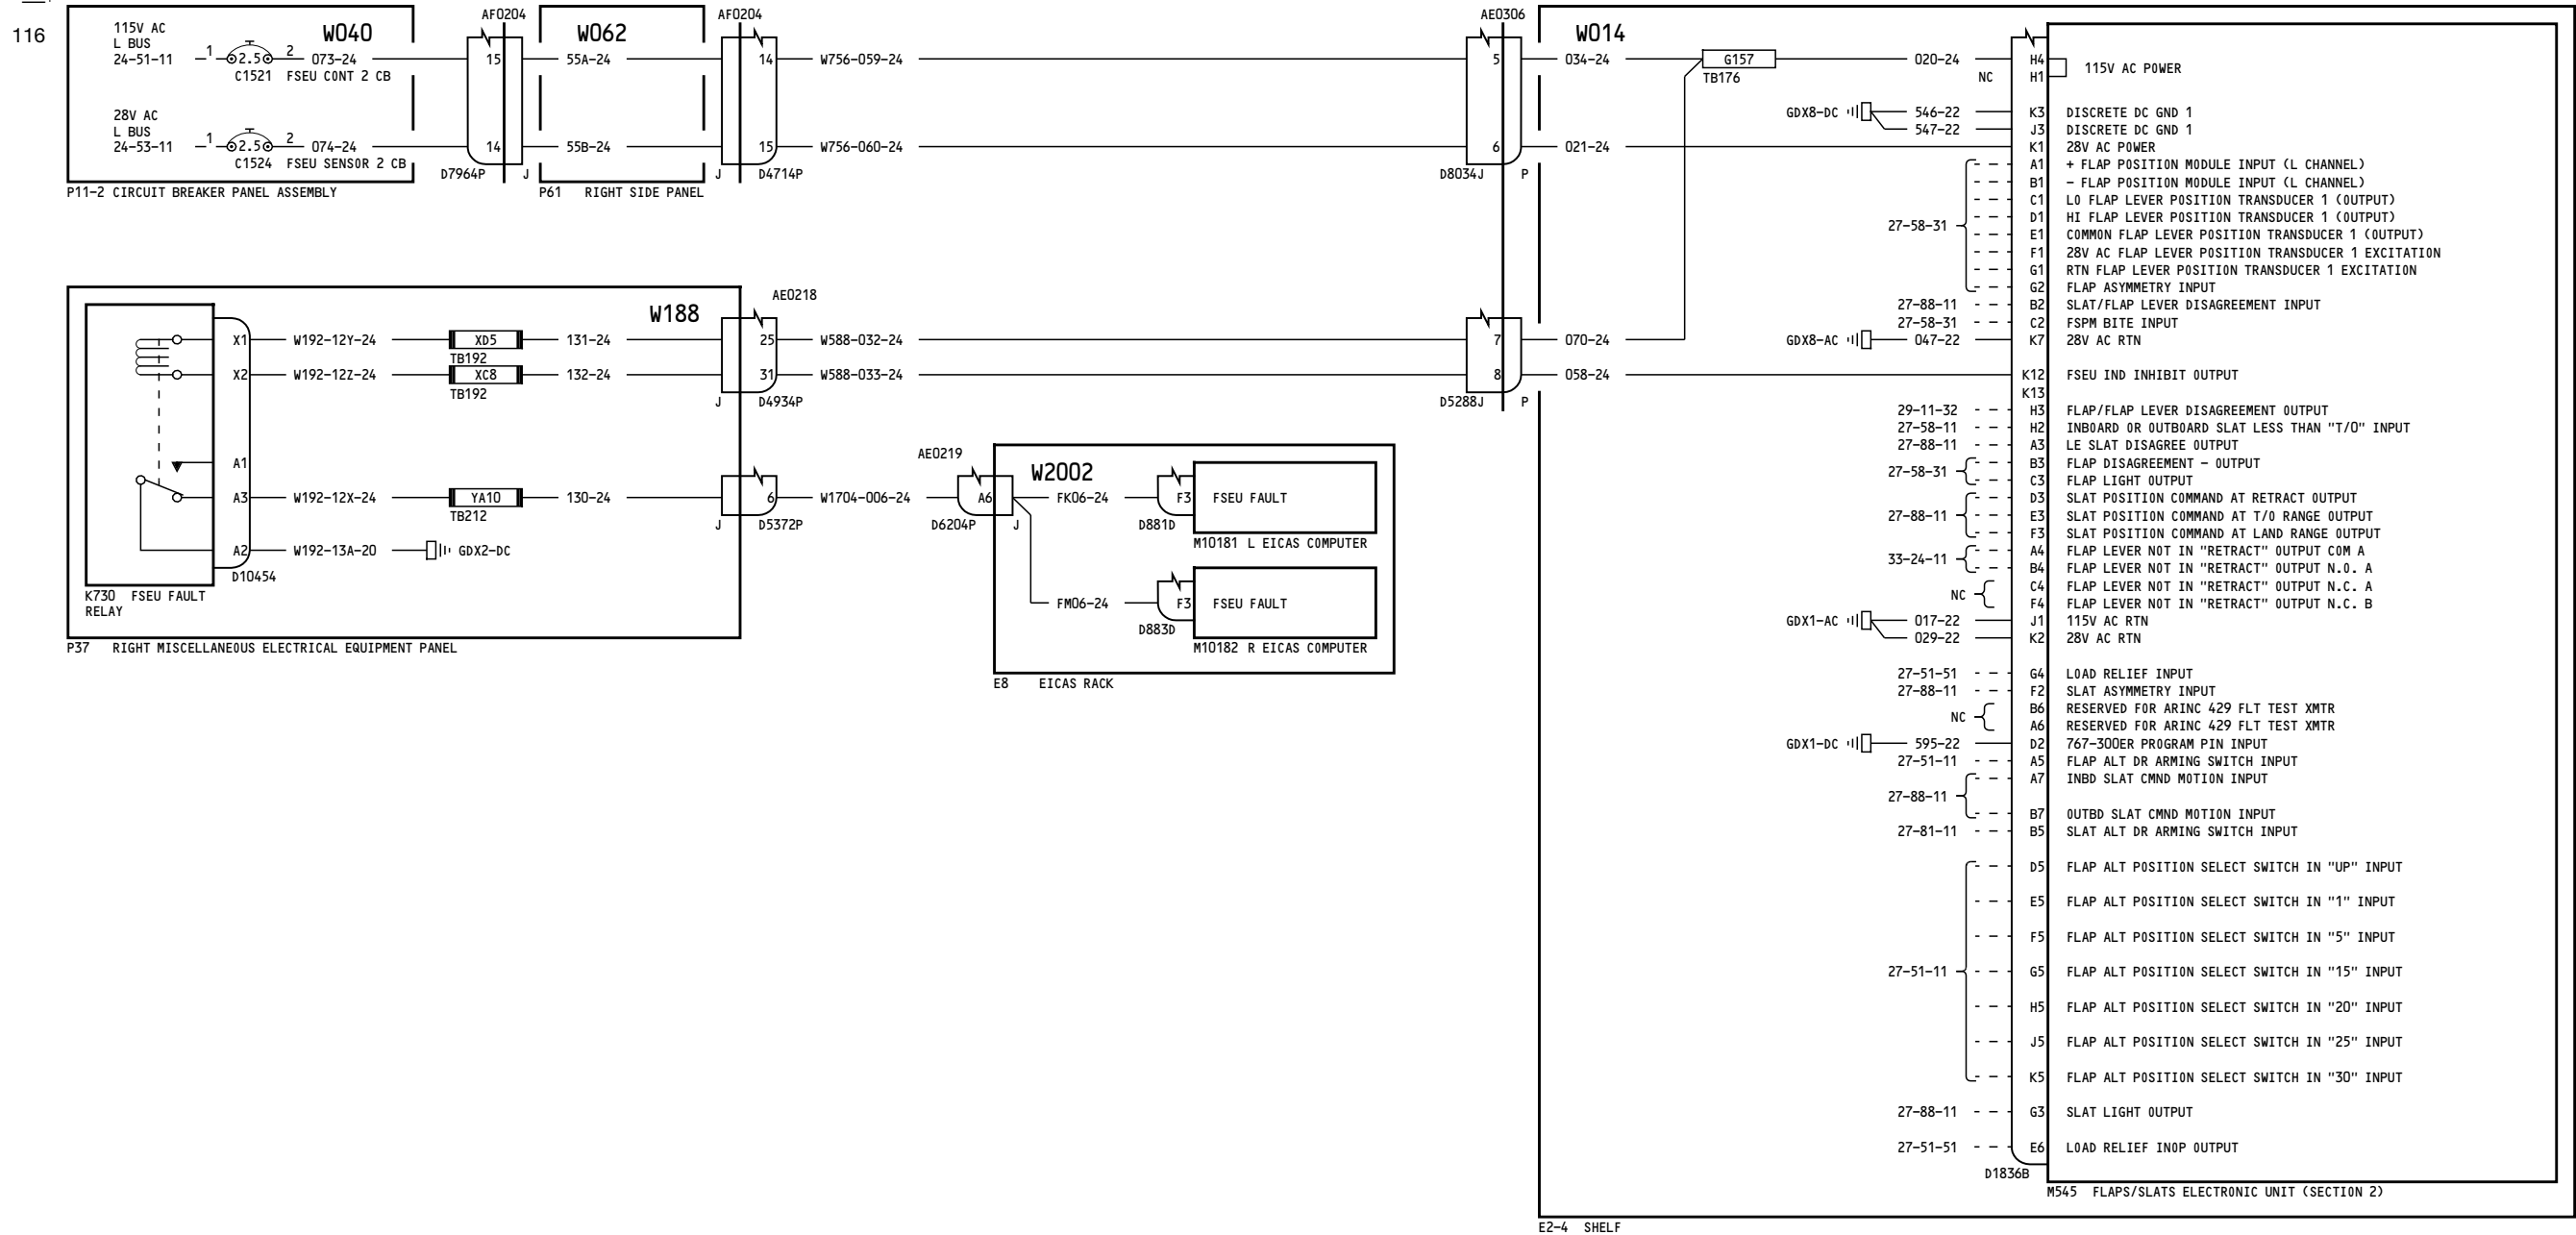 116
115V AC
L BUS
24-51-11
1
2.5
2
073-24
C1521 FSEU CONT 2 CB
W040
28V AC
L BUS
24-53-11
1
2.5
2
074-24
C1524 FSEU SENSOR 2 CB
P11-2 CIRCUIT BREAKER PANEL ASSEMBLY
AF0204
15
14
D7964P
J
W062
55A-24
55B-24
P61 RIGHT SIDE PANEL
AF0204
14
15
J
D4714P
W756-059-24
W756-060-24
AE0306
5
6
D8034J
P
W014
034-24
G157
TB176
020-24
021-24
W188
X1
W192-12Y-24
XD5
TB192
131-24
X2
W192-12Z-24
XC8
TB192
132-24
A1
A3
W192-12X-24
YA10
TB212
130-24
A2
W192-13A-20
GDX2-DC
D10454
K730 FSEU FAULT
RELAY
P37 RIGHT MISCELLANEOUS ELECTRICAL EQUIPMENT PANEL
AE0218
25
31
J
D4934P
W588-032-24
W588-033-24
7
8
D5288J
P
070-24
058-24
6
J
D5372P
W1704-006-24
AE0219
A6
D6204P
J
W2002
FK06-24
F3
FSEU FAULT
D881D
M10181 L EICAS COMPUTER
FM06-24
F3
FSEU FAULT
D883D
M10182 R EICAS COMPUTER
E8 EICAS RACK
H4
NC H1
115V AC POWER
GDX8-DC
546-22 K3 DISCRETE DC GND 1
547-22 J3 DISCRETE DC GND 1
K1 28V AC POWER
27-58-31
A1 + FLAP POSITION MODULE INPUT (L CHANNEL)
B1 - FLAP POSITION MODULE INPUT (L CHANNEL)
C1 LO FLAP LEVER POSITION TRANSDUCER 1 (OUTPUT)
D1 HI FLAP LEVER POSITION TRANSDUCER 1 (OUTPUT)
E1 COMMON FLAP LEVER POSITION TRANSDUCER 1 (OUTPUT)
F1 28V AC FLAP LEVER POSITION TRANSDUCER 1 EXCITATION
G1 RTN FLAP LEVER POSITION TRANSDUCER 1 EXCITATION
G2 FLAP ASYMMETRY INPUT
27-88-11 B2 SLAT/FLAP LEVER DISAGREEMENT INPUT
27-58-31 C2 FSPM BITE INPUT
GDX8-AC 047-22 K7 28V AC RTN
K12 FSEU IND INHIBIT OUTPUT
K13
29-11-32 H3 FLAP/FLAP LEVER DISAGREEMENT OUTPUT
27-58-11 H2 INBOARD OR OUTBOARD SLAT LESS THAN "T/O" INPUT
27-88-11 A3 LE SLAT DISAGREE OUTPUT
27-58-31
B3 FLAP DISAGREEMENT - OUTPUT
C3 FLAP LIGHT OUTPUT
27-88-11
D3 SLAT POSITION COMMAND AT RETRACT OUTPUT
E3 SLAT POSITION COMMAND AT T/O RANGE OUTPUT
F3 SLAT POSITION COMMAND AT LAND RANGE OUTPUT
33-24-11
A4 FLAP LEVER NOT IN "RETRACT" OUTPUT COM A
B4 FLAP LEVER NOT IN "RETRACT" OUTPUT N.O. A
NC
C4 FLAP LEVER NOT IN "RETRACT" OUTPUT N.C. A
F4 FLAP LEVER NOT IN "RETRACT" OUTPUT N.C. B
GDX1-AC
017-22 J1 115V AC RTN
029-22 K2 28V AC RTN
27-51-51 G4 LOAD RELIEF INPUT
27-88-11 F2 SLAT ASYMMETRY INPUT
NC
B6 RESERVED FOR ARINC 429 FLT TEST XMTR
A6 RESERVED FOR ARINC 429 FLT TEST XMTR
GDX1-DC 595-22 D2 767-300ER PROGRAM PIN INPUT
27-51-11 A5 FLAP ALT DR ARMING SWITCH INPUT
27-88-11
A7 INBD SLAT CMND MOTION INPUT
B7 OUTBD SLAT CMND MOTION INPUT
27-81-11 B5 SLAT ALT DR ARMING SWITCH INPUT
27-51-11
D5 FLAP ALT POSITION SELECT SWITCH IN "UP" INPUT
E5 FLAP ALT POSITION SELECT SWITCH IN "1" INPUT
F5 FLAP ALT POSITION SELECT SWITCH IN "5" INPUT
G5 FLAP ALT POSITION SELECT SWITCH IN "15" INPUT
H5 FLAP ALT POSITION SELECT SWITCH IN "20" INPUT
J5 FLAP ALT POSITION SELECT SWITCH IN "25" INPUT
K5 FLAP ALT POSITION SELECT SWITCH IN "30" INPUT
27-88-11 G3 SLAT LIGHT OUTPUT
27-51-51 E6 LOAD RELIEF INOP OUTPUT
D1836B
M545 FLAPS/SLATS ELECTRONIC UNIT (SECTION 2)
E2-4 SHELF